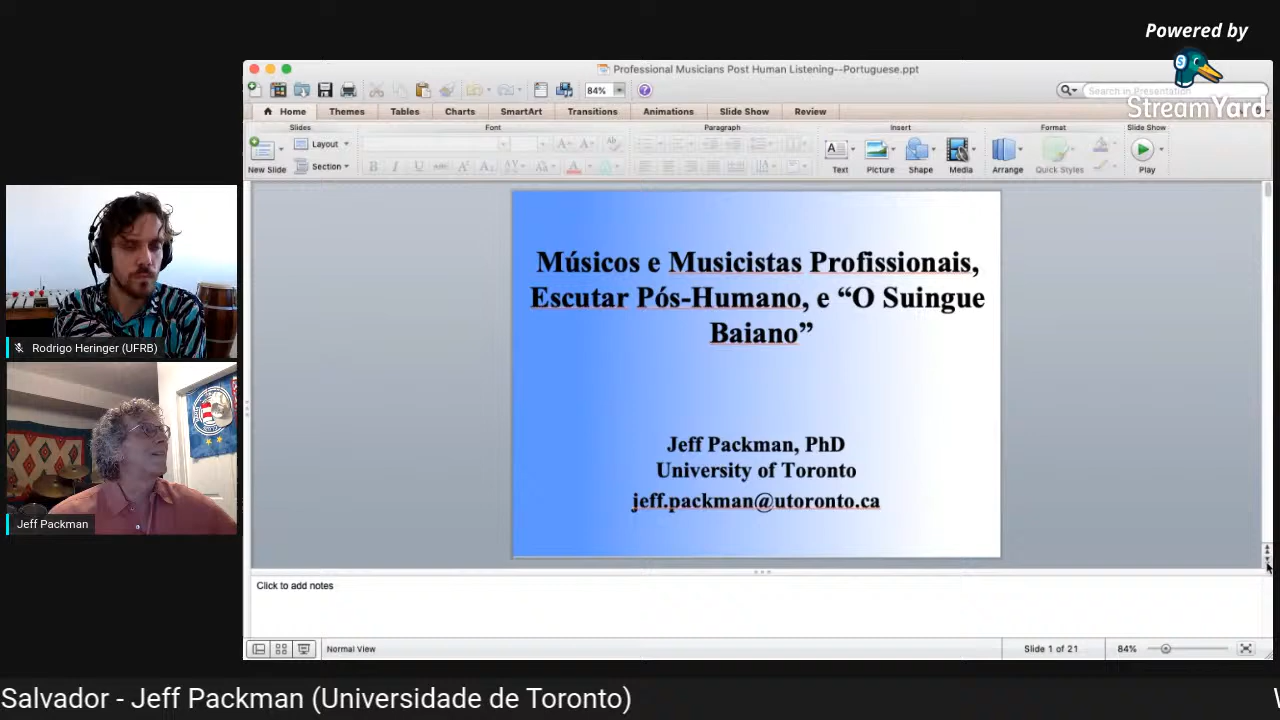 Powered by
StreamYard
Professional Musicians Post Human Listening--Portuguese.ppt
84%
Search in Presentation
Home Themes Tables Charts SmartArt Transitions Animations Slide Show Review
Slides Font Paragraph Insert Format Slide Show
New Slide Layout Section B I U ABC A A Text Picture Shape Media Arrange Quick Styles Play
Músicos e Musicistas Profissionais,
Escutar Pós-Humano, e “O Suingue
Baiano”
Jeff Packman, PhD
University of Toronto
jeff.packman@utoronto.ca
Rodrigo Heringer (UFRB)
Jeff Packman
Click to add notes
Normal View Slide 1 of 21 84%
Salvador - Jeff Packman (Universidade de Toronto)